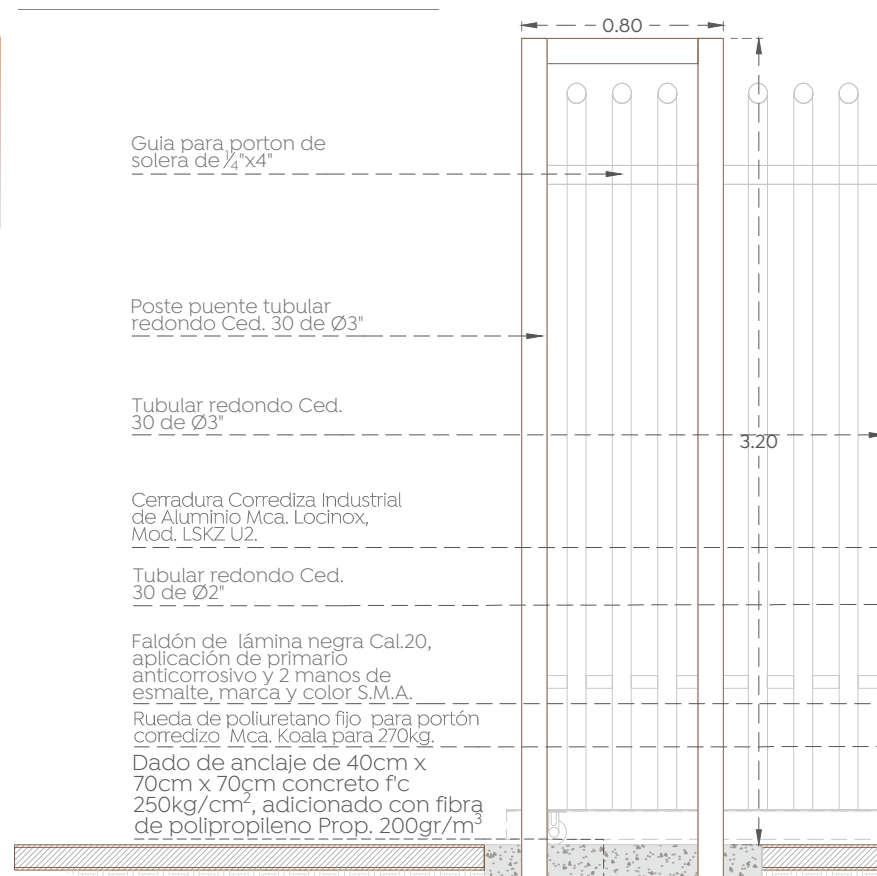 0.80
Guia para porton de
solera de ¼"x4"
Poste puente tubular
redondo Ced. 30 de Ø3"
Tubular redondo Ced.
30 de Ø3"
3.20
Cerradura Corrediza Industrial
de Aluminio Mca. Locinox,
Mod. LSKZ U2.
Tubular redondo Ced.
30 de Ø2"
Faldón de lámina negra Cal.20,
aplicación de primario
anticorrosivo y 2 manos de
esmalte, marca y color S.M.A.
Rueda de poliuretano fijo para portón
corredizo Mca. Koala para 270kg.
Dado de anclaje de 40cm x
70cm x 70cm concreto f'c
250kg/cm², adicionado con fibra
de polipropileno Prop. 200gr/m³